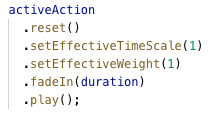 activeAction
.reset()
.setEffectiveTimeScale(1)
.setEffectiveWeight(1)
.fadeIn(duration)
.play();